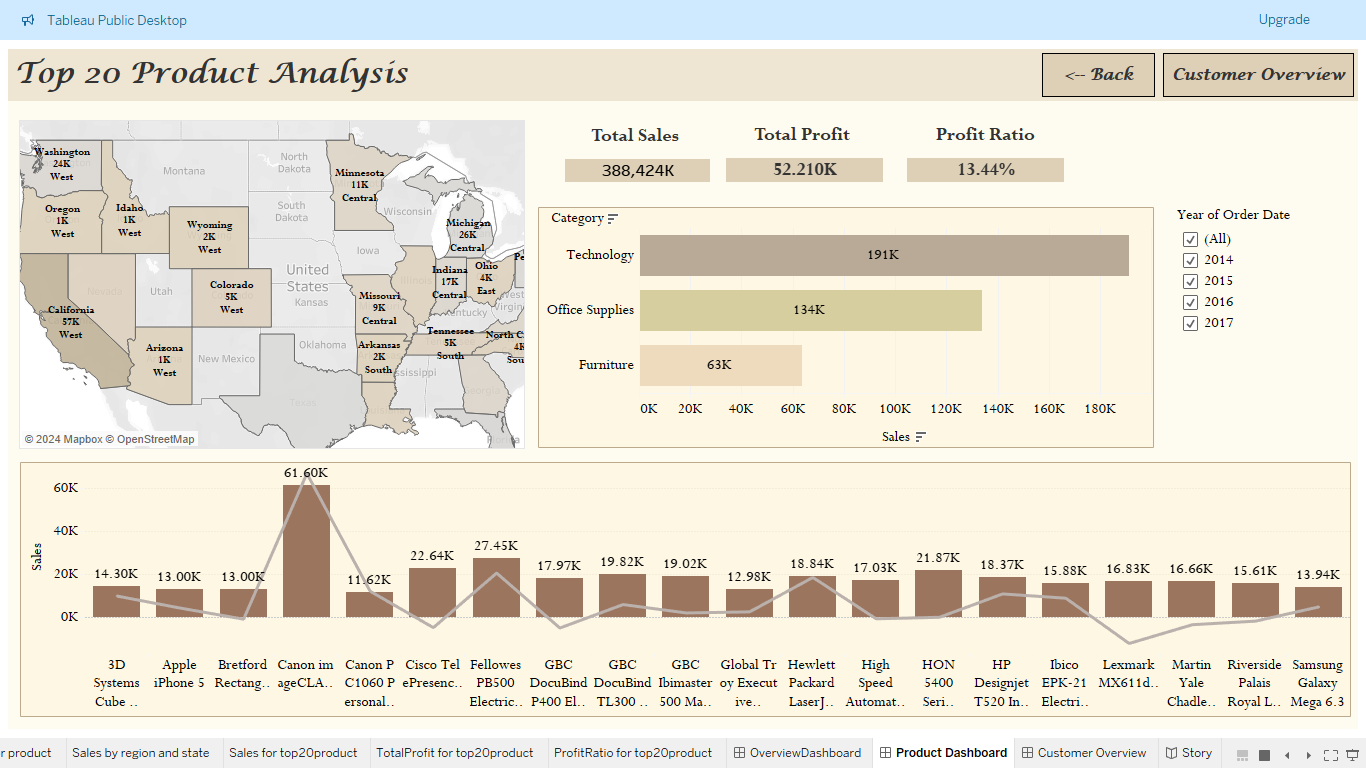 Tableau Public Desktop
Upgrade
Top 20 Product Analysis
<-- Back
Customer Overview
Washington
24K
West
Montana
North
Dakota
Minnesota
11K
Central
Oregon
1K
West
Idaho
1K
West
Wyoming
2K
West
South
Dakota
Wisconsin
Michigan
26K
Central
Iowa
Nevada
Utah
Colorado
5K
West
United
States
Kansas
Missouri
9K
Central
Illinois
Indiana
17K
Central
Ohio
4K
East
Pe
West
Virgin
California
57K
West
Arizona
1K
West
New Mexico
Oklahoma
Arkansas
2K
South
Tennessee
5K
South
entucky
North C
4K
Sou
ssissippi
Georgia
Texas
Louisiana
Florida
© 2024 Mapbox © OpenStreetMap
Total Sales
388,424K
Total Profit
52.210K
Profit Ratio
13.44%
Category
Technology
191K
Office Supplies
134K
Furniture
63K
0K 20K 40K 60K 80K 100K 120K 140K 160K 180K
Sales
Year of Order Date
(All)
2014
2015
2016
2017
Sales
60K
40K
20K
0K
14.30K 13.00K 13.00K 61.60K 11.62K 22.64K 27.45K 17.97K 19.82K 19.02K 12.98K 18.84K 17.03K 21.87K 18.37K 15.88K 16.83K 16.66K 15.61K 13.94K
3D
Systems
Cube ..
Apple
iPhone 5
Bretford
Rectang..
Canon im
ageCLA..
Canon P
C1060 P
ersonal..
Cisco Tel
ePresenc..
Fellowes
PB500
Electric..
GBC
DocuBind
P400 El..
GBC
DocuBind
TL300 ..
GBC
Ibimaster
500 Ma..
Global Tr
oy Execut
ive..
Hewlett
Packard
LaserJ..
High
Speed
Automat..
HON
5400
Seri..
HP
Designjet
T520 In..
Ibico
EPK-21
Electri..
Lexmark
MX611d..
Martin
Yale
Chadle..
Riverside
Palais
Royal L..
Samsung
Galaxy
Mega 6.3
r product
Sales by region and state
Sales for top20product
TotalProfit for top20product
ProfitRatio for top20product
OverviewDashboard
Product Dashboard
Customer Overview
Story